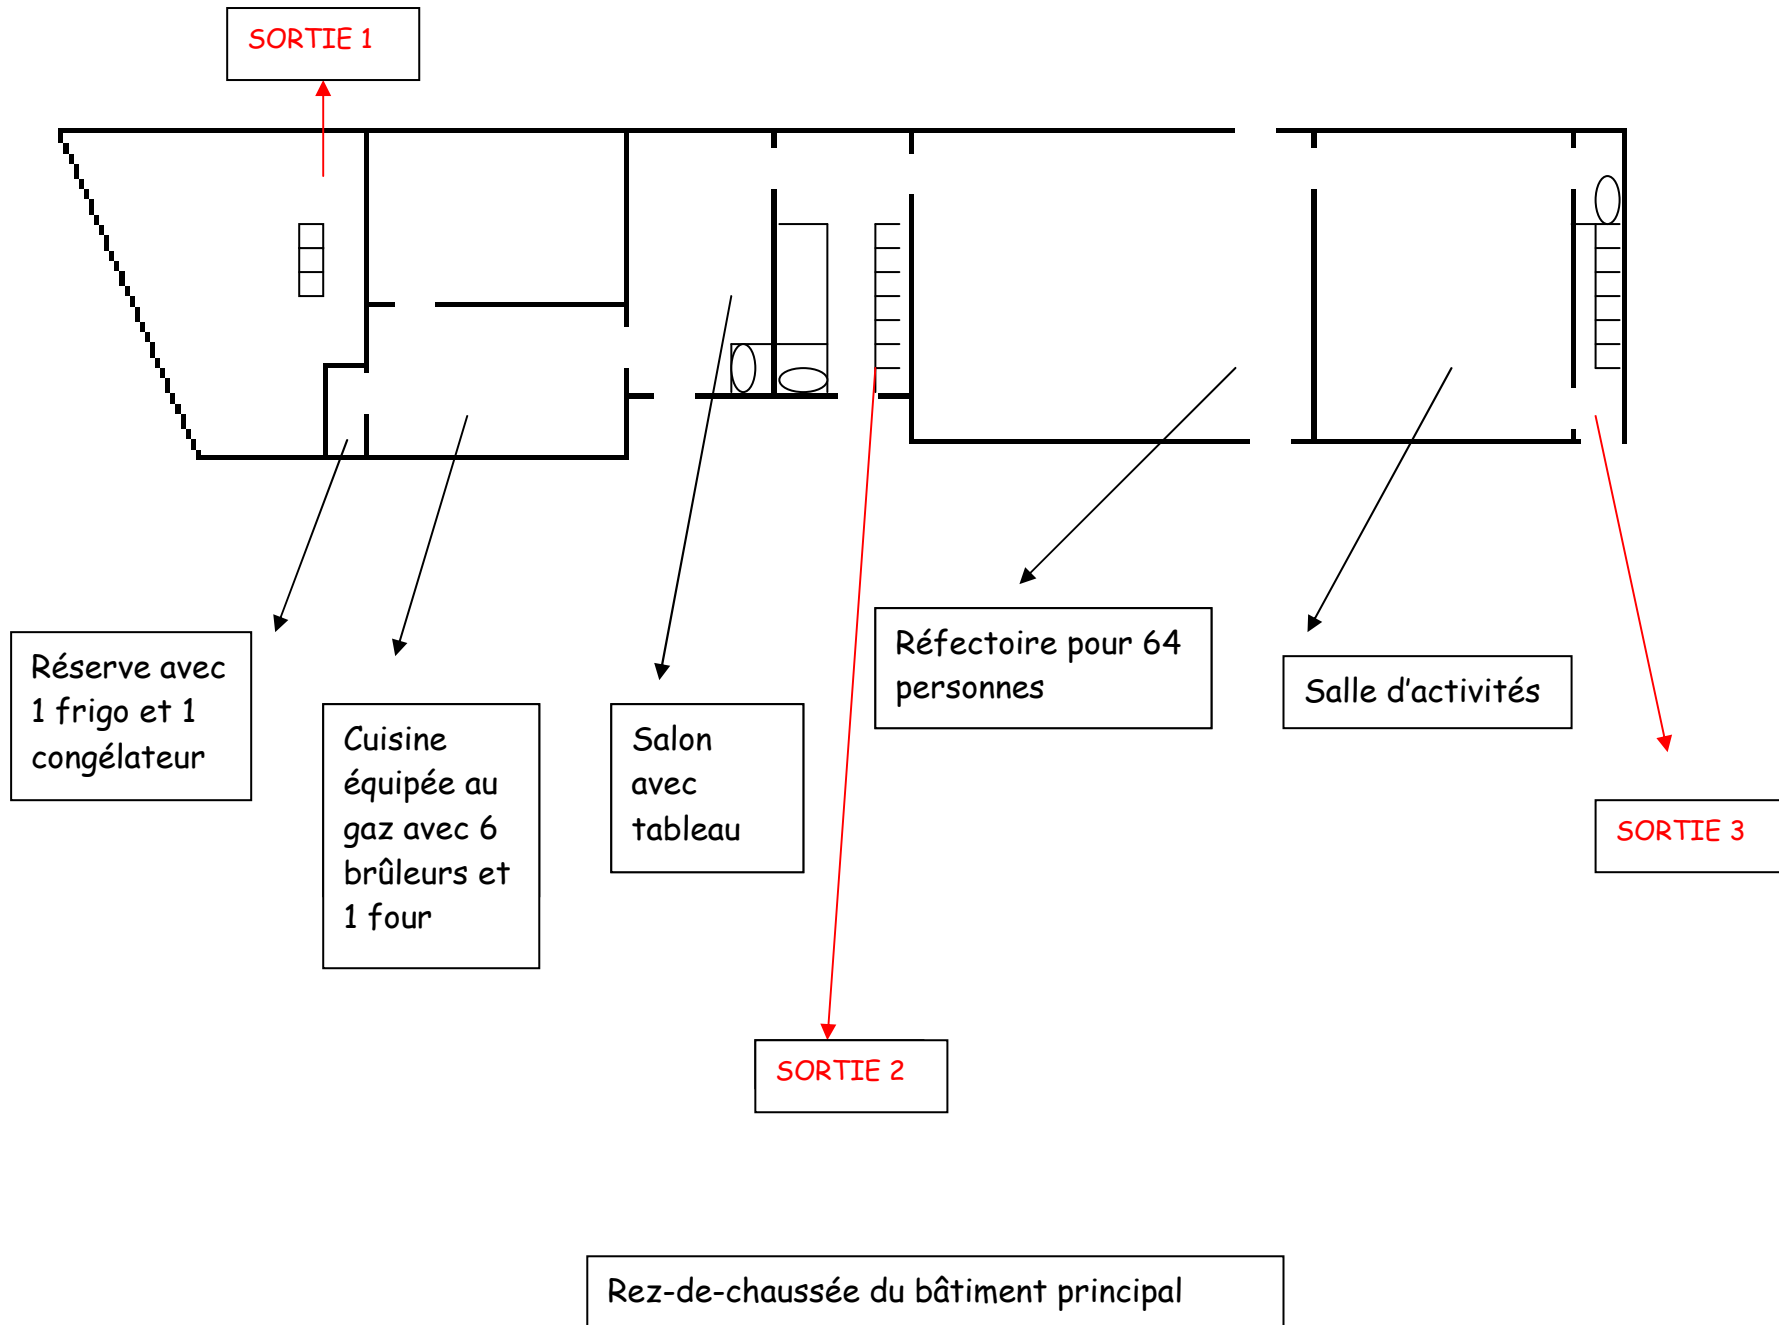 SORTIE 1
Réserve avec
1 frigo et 1
congélateur
Cuisine
équipée au
gaz avec 6
brûleurs et
1 four
Salon
avec
tableau
Réfectoire pour 64
personnes
Salle d’activités
SORTIE 3
SORTIE 2
Rez-de-chaussée du bâtiment principal